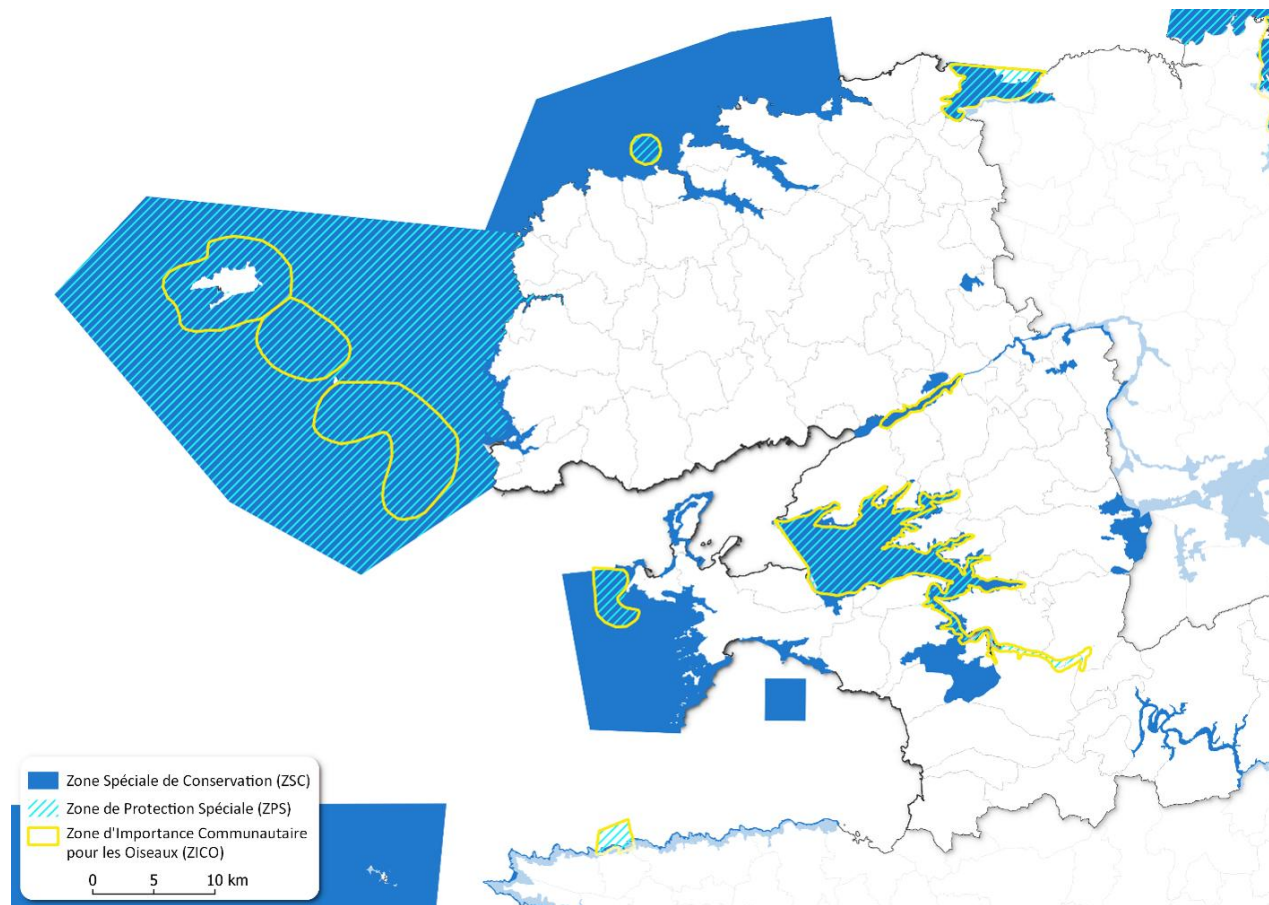 Zone Spéciale de Conservation (ZSC)
Zone de Protection Spéciale (ZPS)
Zone d'Importance Communautaire
pour les Oiseaux (ZICO)
0 5 10 km